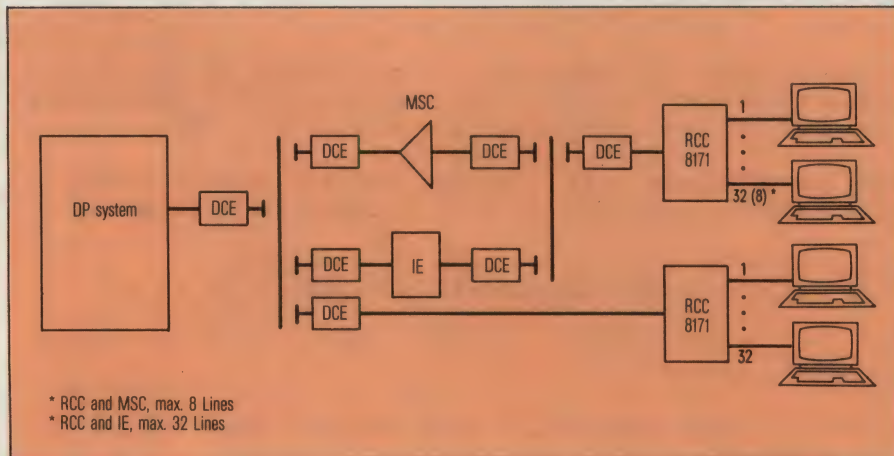 MSC
DCE
DCE
DCE
RCC
8171
1
32 (8) *
DP system
DCE
DCE
IE
DCE
DCE
RCC
8171
1
32
* RCC and MSC, max. 8 Lines
* RCC and IE, max. 32 Lines